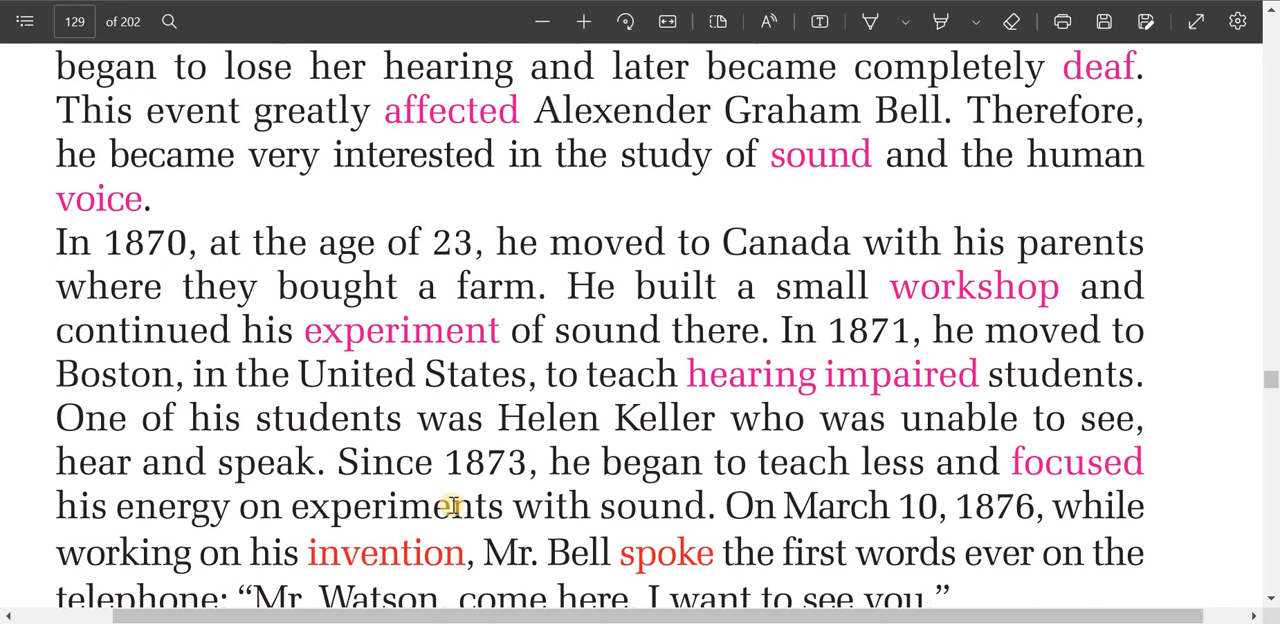 129 of 202
began to lose her hearing and later became completely deaf.
This event greatly affected Alexender Graham Bell. Therefore,
he became very interested in the study of sound and the human
voice.
In 1870, at the age of 23, he moved to Canada with his parents
where they bought a farm. He built a small workshop and
continued his experiment of sound there. In 1871, he moved to
Boston, in the United States, to teach hearing impaired students.
One of his students was Helen Keller who was unable to see,
hear and speak. Since 1873, he began to teach less and focused
his energy on experiments with sound. On March 10, 1876, while
working on his invention, Mr. Bell spoke the first words ever on the
telephone: “Mr. Watson, come here. I want to see you.”